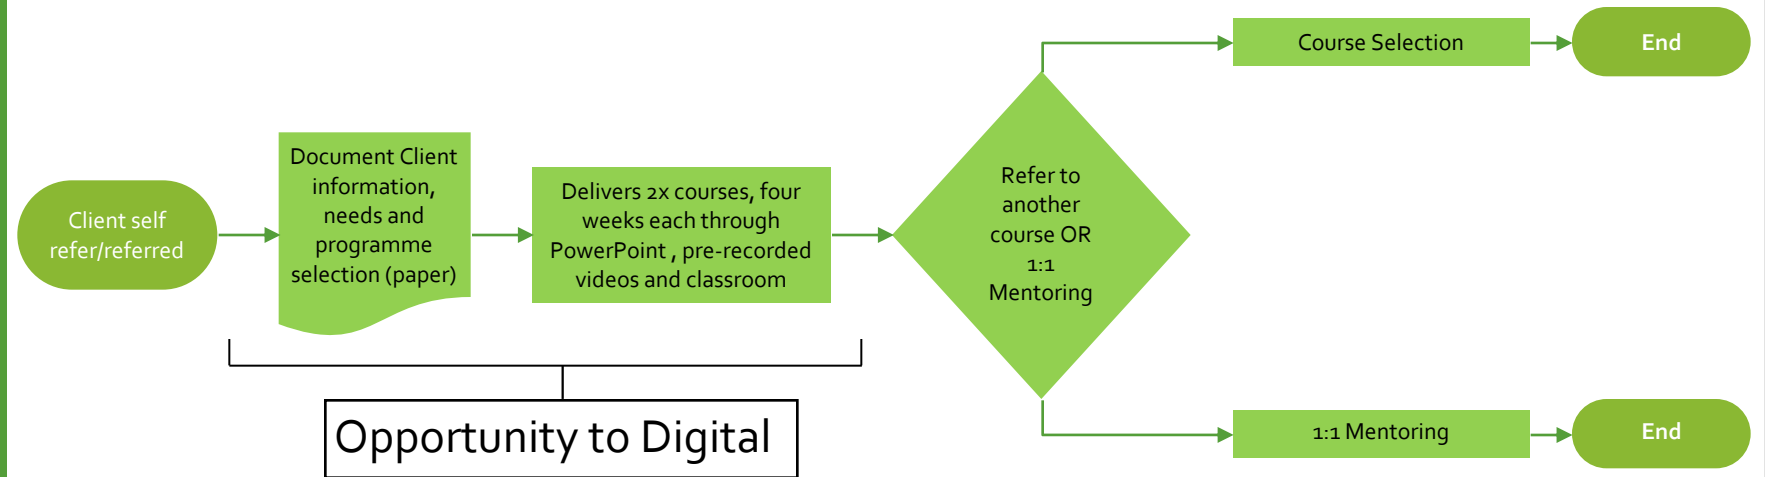 Client self
refer/referred
Document Client
information,
needs and
programme
selection (paper)
Delivers 2x courses, four
weeks each through
PowerPoint , pre-recorded
videos and classroom
Refer to
another
course OR
1:1
Mentoring
Course Selection
End
1:1 Mentoring
End
Opportunity to Digital